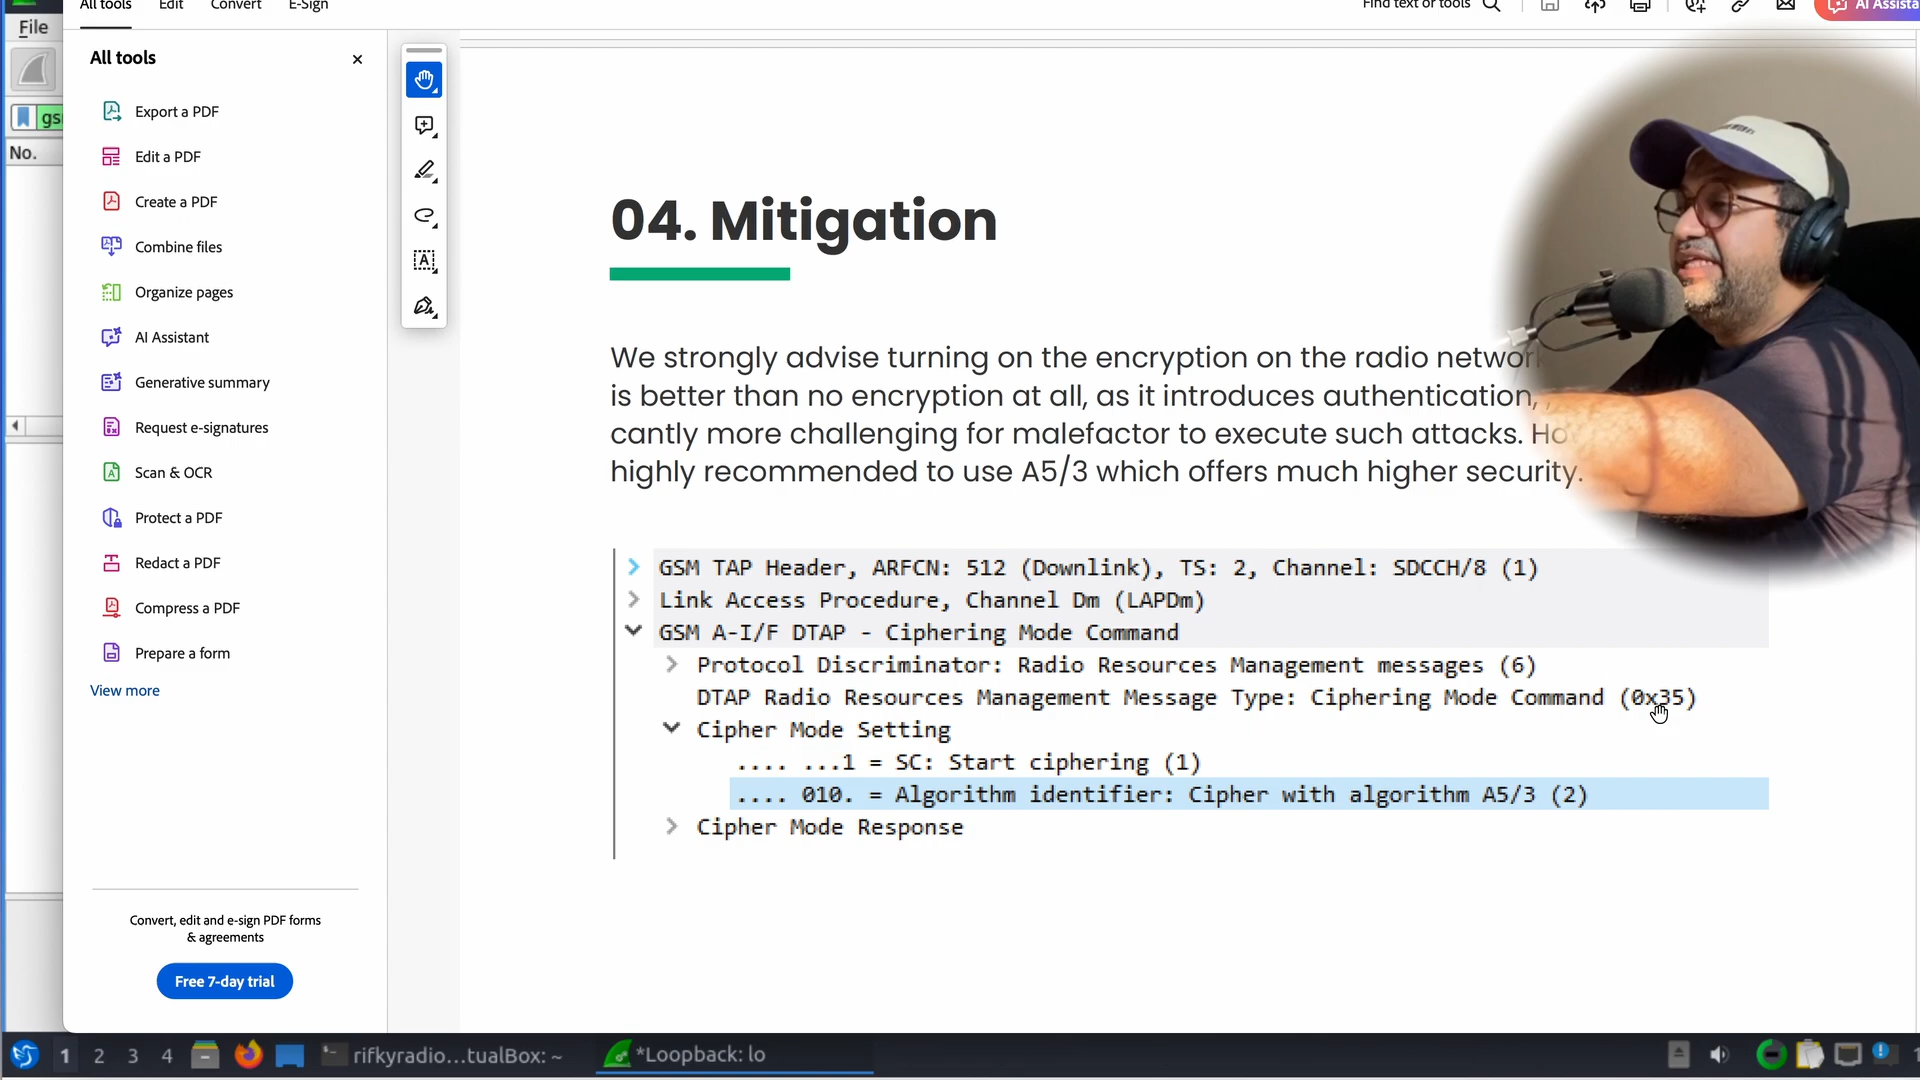 All tools
Edit
Convert
E-Sign
Find text or tools
AI Assista
File
All tools
gs
No.
Export a PDF
Edit a PDF
Create a PDF
Combine files
Organize pages
AI Assistant
Generative summary
Request e-signatures
Scan & OCR
Protect a PDF
Redact a PDF
Compress a PDF
Prepare a form
View more
Convert, edit and e-sign PDF forms
& agreements
Free 7-day trial
04. Mitigation
We strongly advise turning on the encryption on the radio network
is better than no encryption at all, as it introduces authentication,
cantly more challenging for malefactor to execute such attacks. Ho
highly recommended to use A5/3 which offers much higher security.
GSM TAP Header, ARFCN: 512 (Downlink), TS: 2, Channel: SDCCH/8 (1)
Link Access Procedure, Channel Dm (LAPDm)
GSM A-I/F DTAP - Ciphering Mode Command
Protocol Discriminator: Radio Resources Management messages (6)
DTAP Radio Resources Management Message Type: Ciphering Mode Command (0x35)
Cipher Mode Setting
.... ...1 = SC: Start ciphering (1)
.... 010. = Algorithm identifier: Cipher with algorithm A5/3 (2)
Cipher Mode Response
1 2 3 4
rifkyradio...tualBox: ~
*Loopback: lo